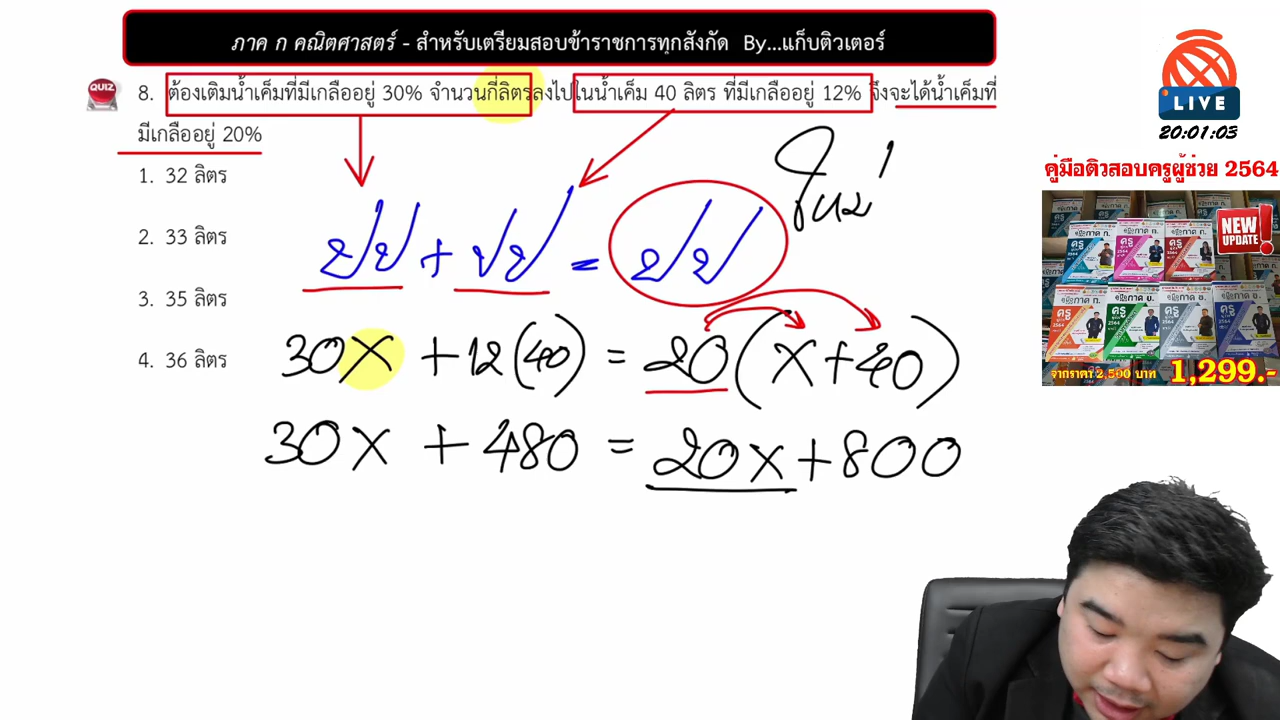 ภาค ก คณิตศาสตร์ - สำหรับเตรียมสอบข้าราชการทุกสังกัด By...แก็บติวเตอร์
QUIZ
8. ต้องเติมน้ำเค็มที่มีเกลืออยู่ 30% จำนวนกี่ลิตรลงไปในน้ำเค็ม 40 ลิตร ที่มีเกลืออยู่ 12% จึงจะได้น้ำเค็มที่
มีเกลืออยู่ 20%
1. 32 ลิตร
2. 33 ลิตร
3. 35 ลิตร
4. 36 ลิตร
ปป + ปป = ปป
30x + 12(40) = 20(x+40)
30x + 480 = 20x + 800
LIVE
20:01:03
คู่มือติวสอบครูผู้ช่วย 2564
NEW
UPDATE!
จากราคา 2,500 บาท 1,299.-